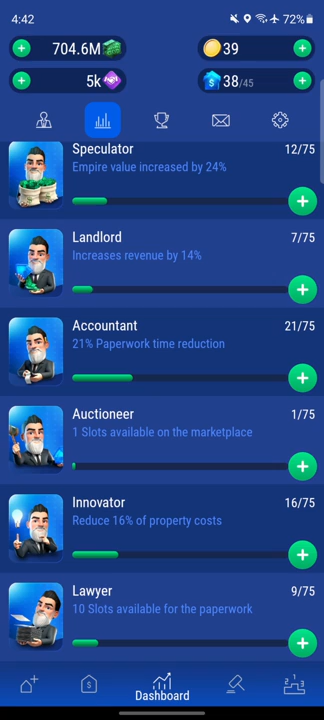 4:42
72%
704.6M
39
5k
38/45
Speculator
12/75
Empire value increased by 24%
Landlord
7/75
Increases revenue by 14%
Accountant
21/75
21% Paperwork time reduction
Auctioneer
1/75
1 Slots available on the marketplace
Innovator
16/75
Reduce 16% of property costs
Lawyer
9/75
10 Slots available for the paperwork
Dashboard
2 1 3